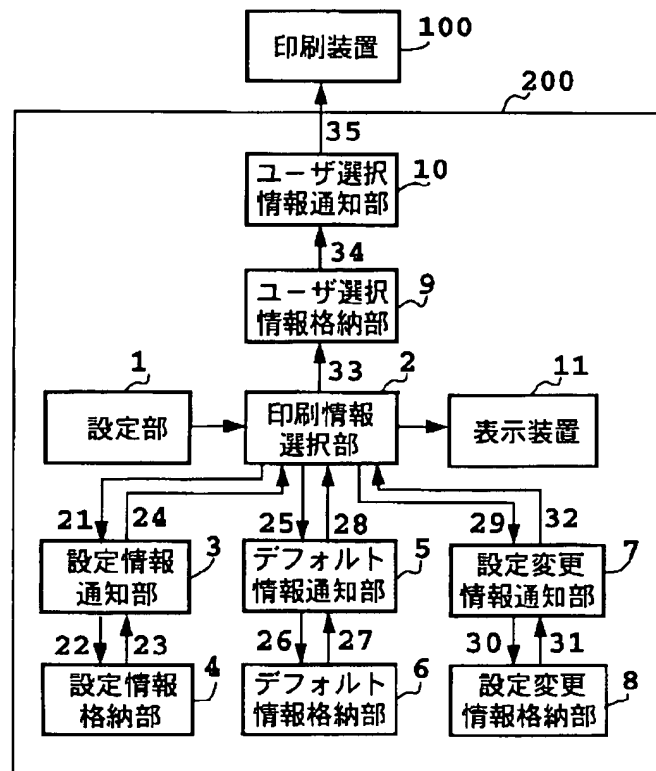 印刷装置
100
200
35
ユーザ選択
情報通知部
10
34
ユーザ選択
情報格納部
9
33
1
設定部
2
印刷情報
選択部
11
表示装置
21
24
25
28
29
32
設定情報
通知部
3
デフォルト
情報通知部
5
設定変更
情報通知部
7
22
23
26
27
30
31
設定情報
格納部
4
デフォルト
情報格納部
6
設定変更
情報格納部
8